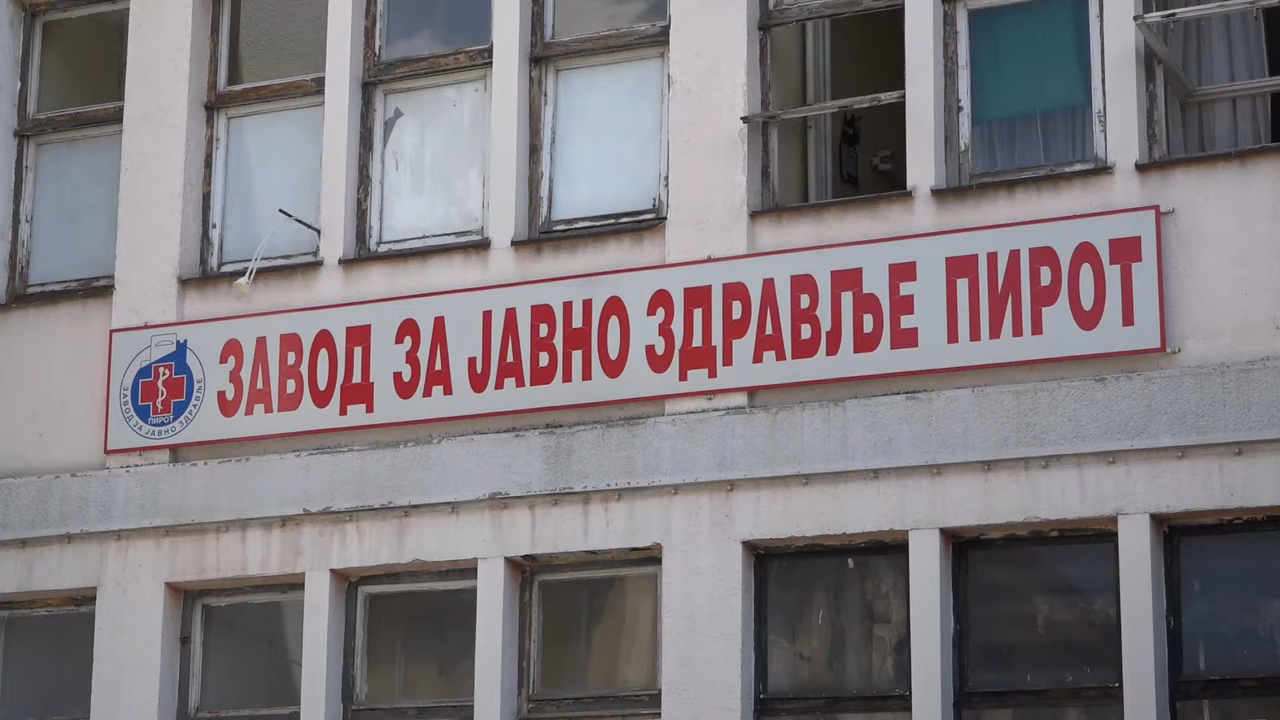 ЗАВОД ЗА ЈАВНО ЗДРАВЉЕ ПИРОТ
ПИРОТ
ЗАВОД ЗА ЈАВНО ЗДРАВЉЕ